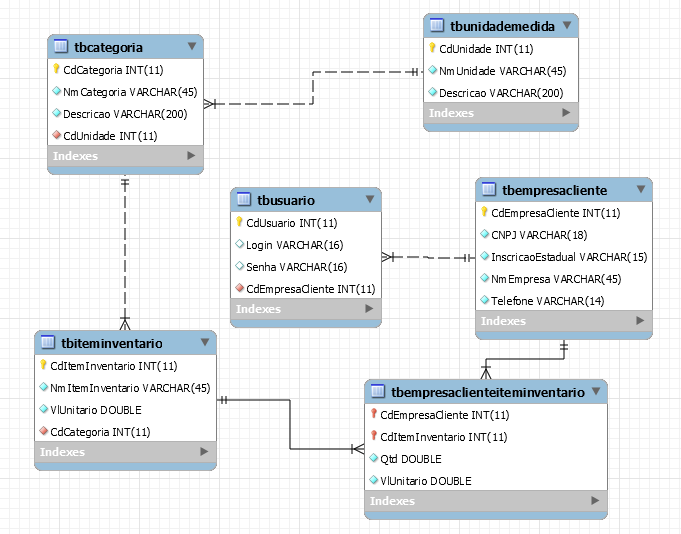 tbcategoria
CdCategoria INT(11)
NmCategoria VARCHAR(45)
Descricao VARCHAR(200)
CdUnidade INT(11)
Indexes
tbunidademedida
CdUnidade INT(11)
NmUnidade VARCHAR(45)
Descricao VARCHAR(200)
Indexes
tbusuario
CdUsuario INT(11)
Login VARCHAR(16)
Senha VARCHAR(16)
CdEmpresaCliente INT(11)
Indexes
tbempresacliente
CdEmpresaCliente INT(11)
CNPJ VARCHAR(18)
InscricaoEstadual VARCHAR(15)
NmEmpresa VARCHAR(45)
Telefone VARCHAR(14)
Indexes
tbiteminventario
CdItemInventario INT(11)
NmItemInventario VARCHAR(45)
VlUnitario DOUBLE
CdCategoria INT(11)
Indexes
tbempresaclienteiteminventario
CdEmpresaCliente INT(11)
CdItemInventario INT(11)
Qtd DOUBLE
VlUnitario DOUBLE
Indexes